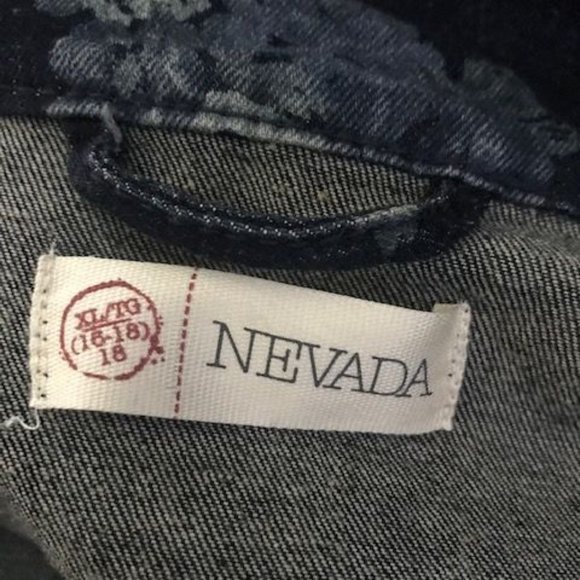 XL/TG
(16-18)
18
NEVADA